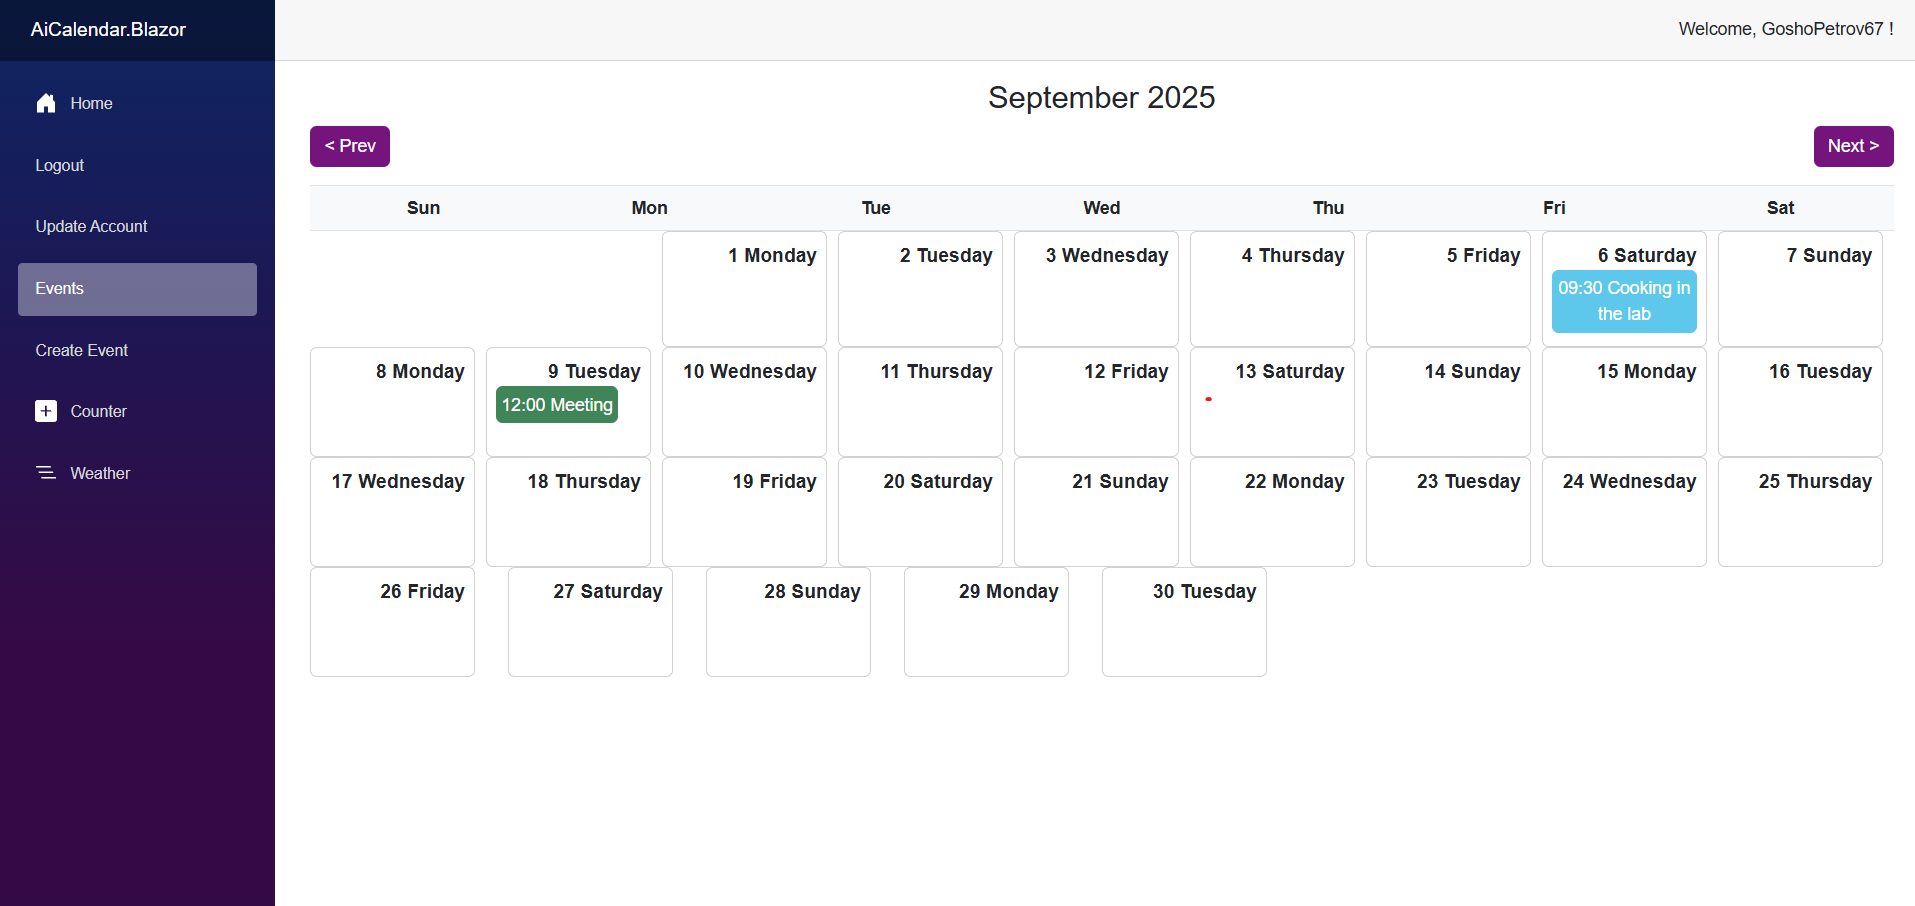 AiCalendar.Blazor
Welcome, GoshoPetrov67 !
Home
Logout
Update Account
Events
Create Event
Counter
Weather
September 2025
< Prev
Next >
Sun Mon Tue Wed Thu Fri Sat
1 Monday 2 Tuesday 3 Wednesday 4 Thursday 5 Friday 6 Saturday 7 Sunday
09:30 Cooking in
the lab
8 Monday 9 Tuesday 10 Wednesday 11 Thursday 12 Friday 13 Saturday 14 Sunday 15 Monday 16 Tuesday
12:00 Meeting
17 Wednesday 18 Thursday 19 Friday 20 Saturday 21 Sunday 22 Monday 23 Tuesday 24 Wednesday 25 Thursday
26 Friday 27 Saturday 28 Sunday 29 Monday 30 Tuesday